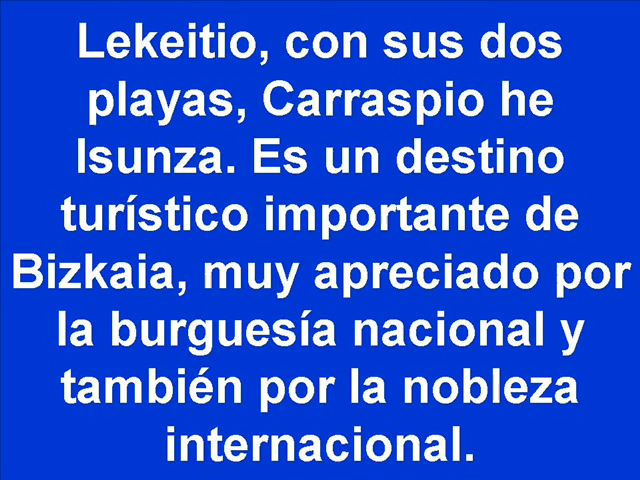 Lekeitio, con sus dos
playas, Carraspio he
Isunza. Es un destino
turístico importante de
Bizkaia, muy apreciado por
la burguesía nacional y
también por la nobleza
internacional.